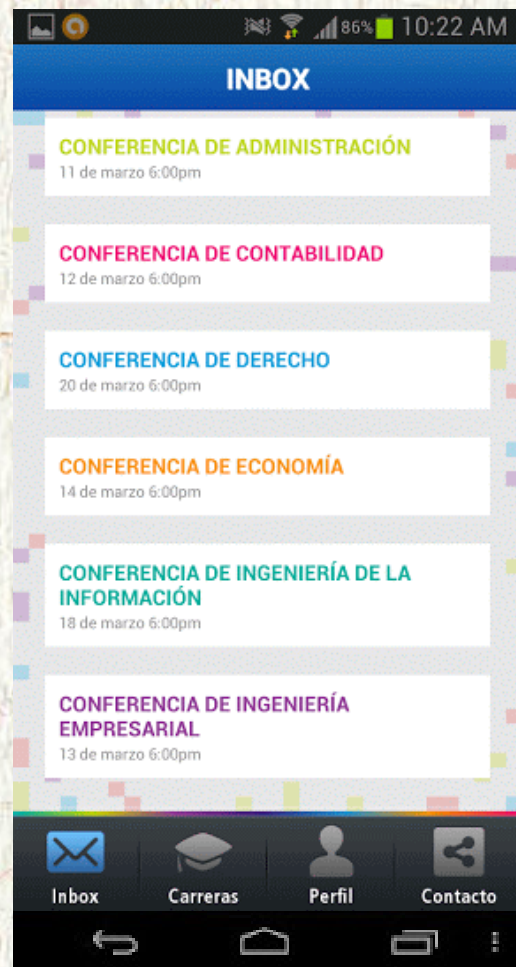 86% 10:22 AM
INBOX
CONFERENCIA DE ADMINISTRACIÓN
11 de marzo 6:00pm
CONFERENCIA DE CONTABILIDAD
12 de marzo 6:00pm
CONFERENCIA DE DERECHO
20 de marzo 6:00pm
CONFERENCIA DE ECONOMÍA
14 de marzo 6:00pm
CONFERENCIA DE INGENIERÍA DE LA
INFORMACIÓN
18 de marzo 6:00pm
CONFERENCIA DE INGENIERÍA
EMPRESARIAL
13 de marzo 6:00pm
Inbox Carreras Perfil Contacto